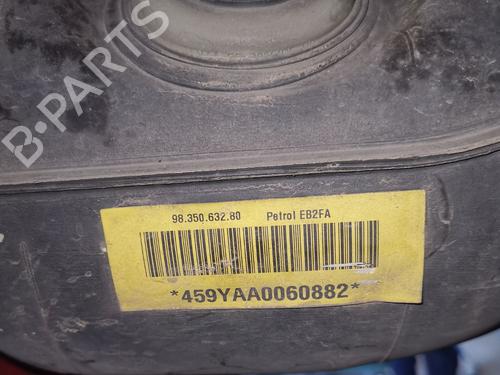 B-PARTS
98.350.632.80 Petrol EB2FA
*459YAA0060882*